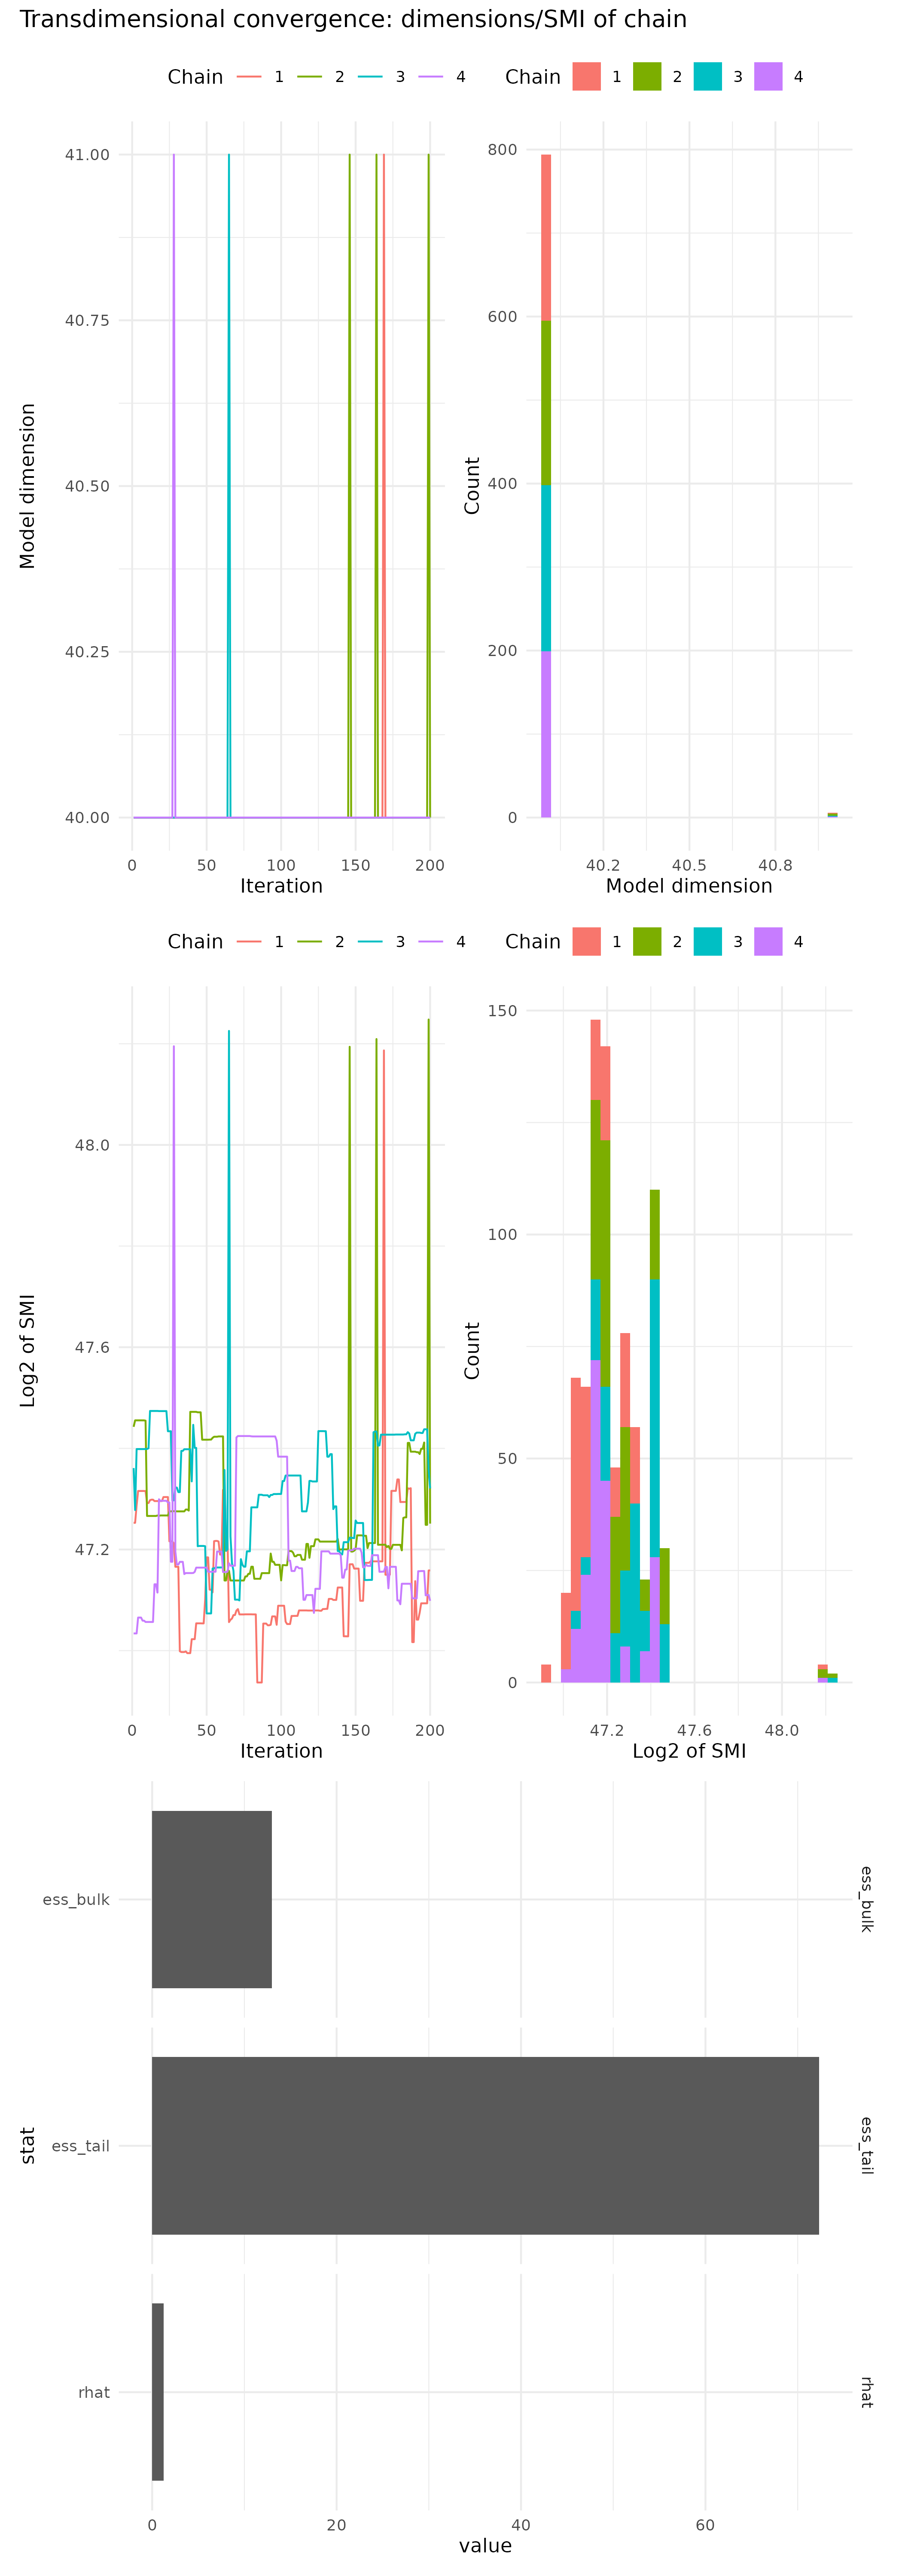 Transdimensional convergence: dimensions/SMI of chain
Chain 1 2 3 4
Chain 1 2 3 4
41.00
40.75
40.50
40.25
40.00
Model dimension
0 50 100 150 200
Iteration
800
600
400
200
0
Count
40.2 40.5 40.8
Model dimension
Chain 1 2 3 4
Chain 1 2 3 4
48.0
47.6
47.2
Log2 of SMI
0 50 100 150 200
Iteration
150
100
50
0
Count
47.2 47.6 48.0
Log2 of SMI
ess_bulk
ess_bulk
stat
ess_tail
ess_tail
rhat
rhat
0 20 40 60
value